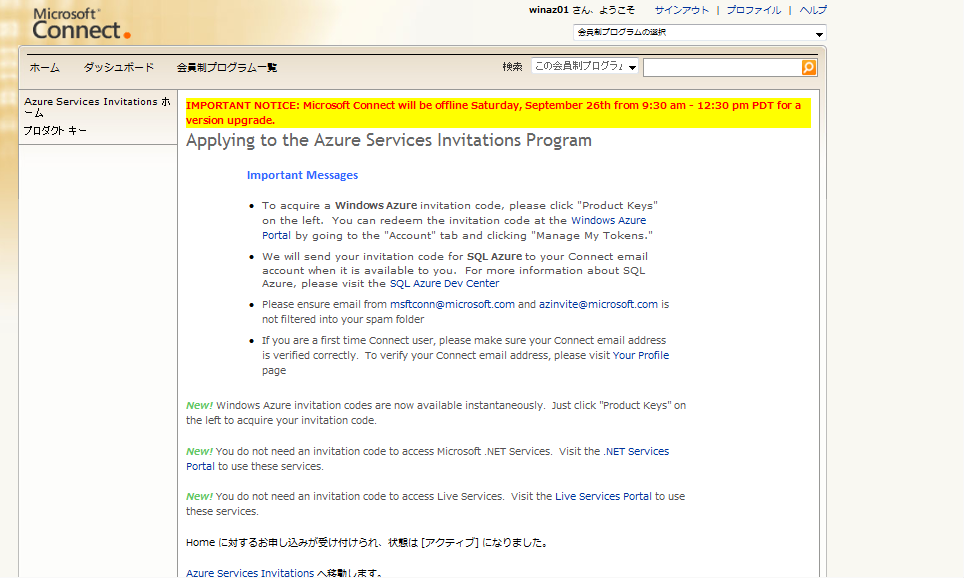 Microsoft®
Connect
winaz01 さん、ようこそ サインアウト | プロファイル | ヘルプ
会員制プログラムの選択
ホーム ダッシュボード 会員制プログラム一覧 検索 この会員制プログラム
Azure Services Invitations ホ
ーム
プロダクト キー
IMPORTANT NOTICE: Microsoft Connect will be offline Saturday, September 26th from 9:30 am - 12:30 pm PDT for a
version upgrade.
Applying to the Azure Services Invitations Program
Important Messages
• To acquire a Windows Azure invitation code, please click "Product Keys"
on the left. You can redeem the invitation code at the Windows Azure
Portal by going to the "Account" tab and clicking "Manage My Tokens."
• We will send your invitation code for SQL Azure to your Connect email
account when it is available to you. For more information about SQL
Azure, please visit the SQL Azure Dev Center
• Please ensure email from msftconn@microsoft.com and azinvite@microsoft.com is
not filtered into your spam folder
• If you are a first time Connect user, please make sure your Connect email address
is verified correctly. To verify your Connect email address, please visit Your Profile
page
New! Windows Azure invitation codes are now available instantaneously. Just click "Product Keys" on
the left to acquire your invitation code.
New! You do not need an invitation code to access Microsoft .NET Services. Visit the .NET Services
Portal to use these services.
New! You do not need an invitation code to access Live Services. Visit the Live Services Portal to use
these services.
Home に対するお申し込みが受け付けられ、状態は [アクティブ] になりました。
Azure Services Invitations へ移動します。